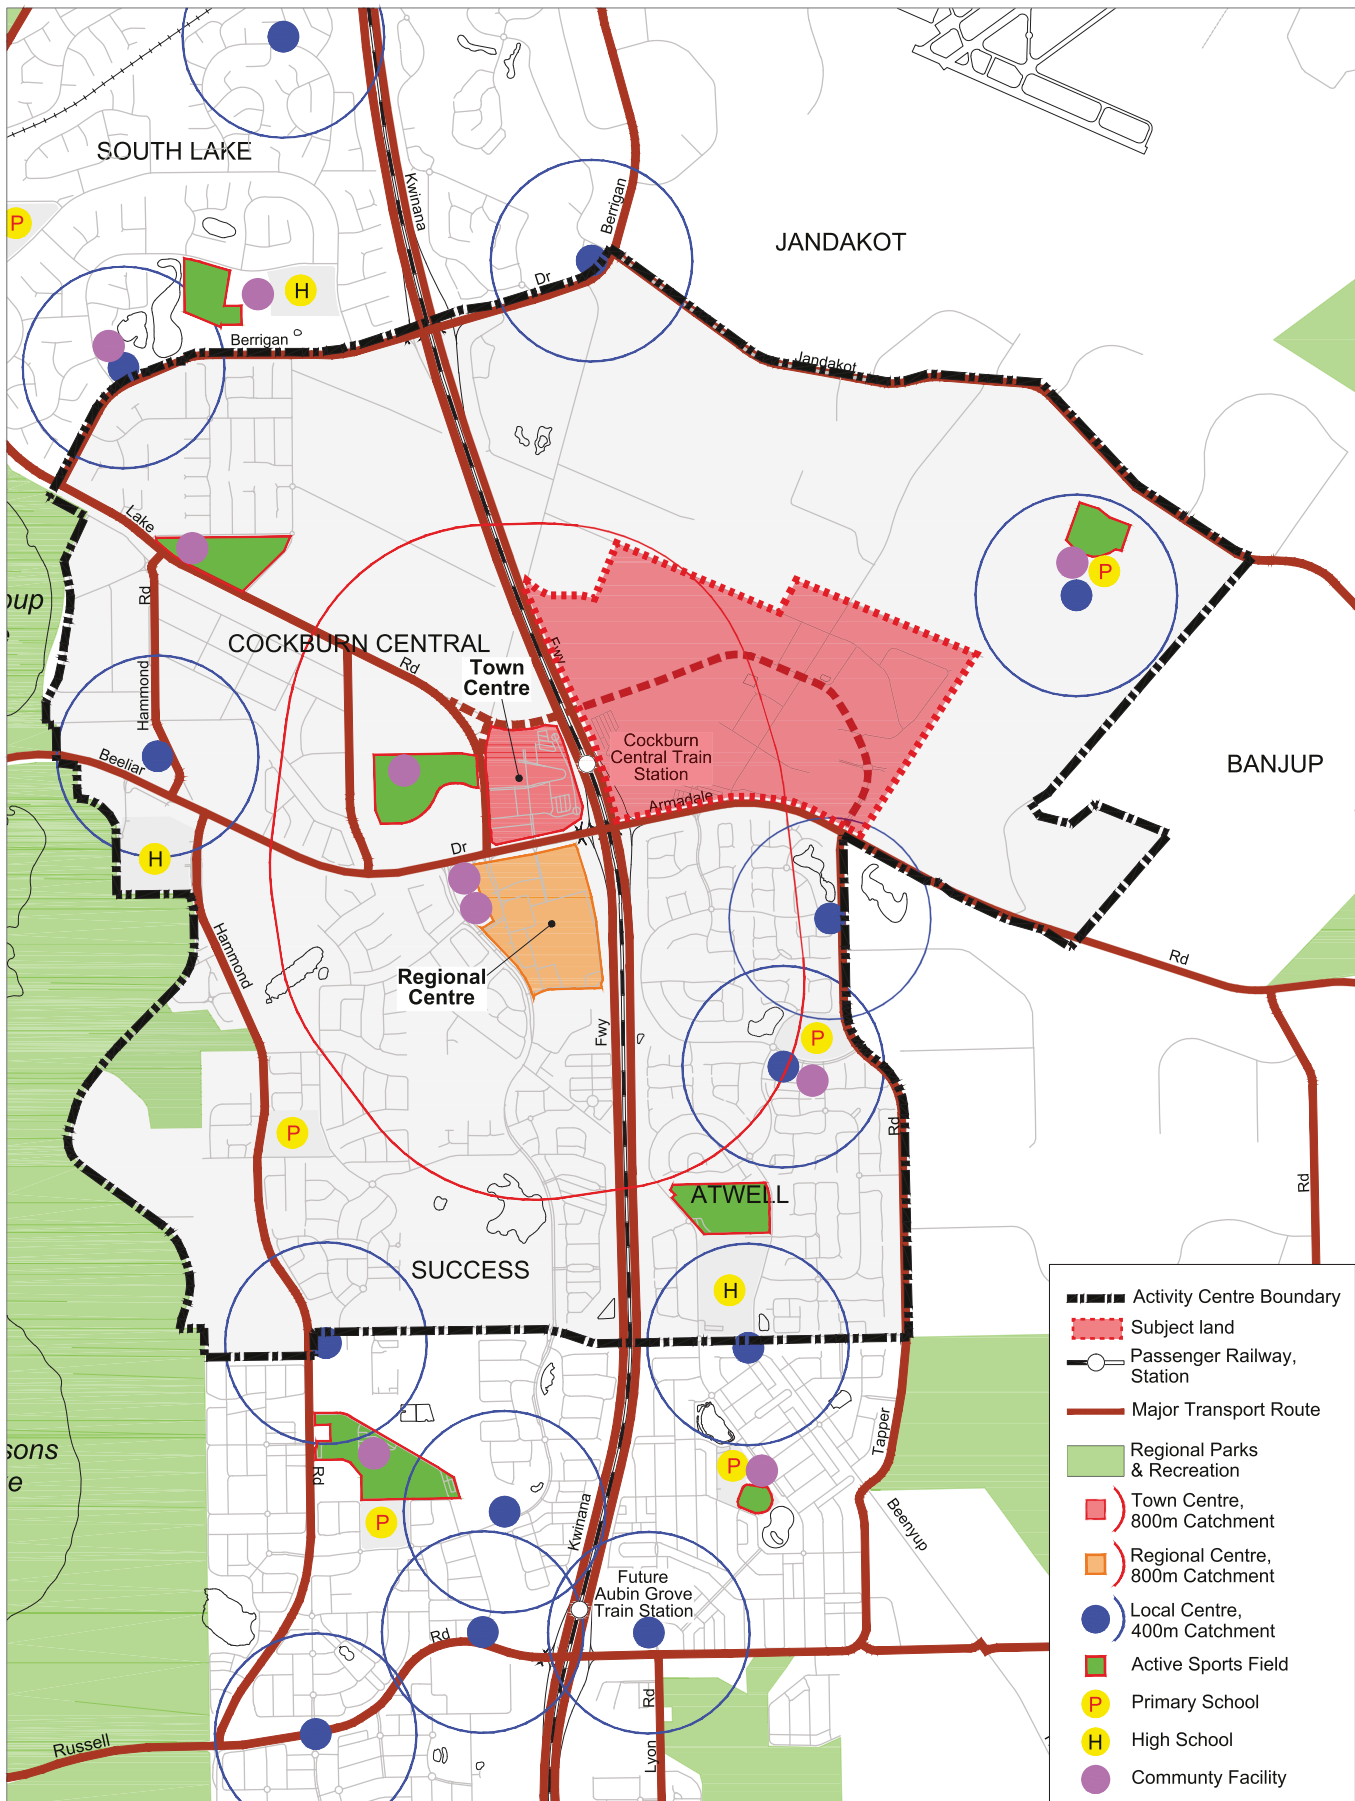 SOUTH LAKE
Kwinana
Berrigan
P
JANDAKOT
Dr
H
Berrigan
Jandakot
Lake
oup
Rd
P
COCKBURN CENTRAL
Rd
Fwy
Town
Centre
Hammond
Cockburn
Central Train
Station
Beeliar
BANJUP
Armadale
Dr
H
Hammond
Rd
Regional
Centre
Fwy
P
Rd
P
Rd
ATWELL
SUCCESS
H
Activity Centre Boundary
Subject land
Passenger Railway,
Station
Major Transport Route
Tapper
sons
e
Rd
P
Regional Parks
& Recreation
P
Kwinana
Beenyup
Town Centre,
800m Catchment
Regional Centre,
800m Catchment
Future
Aubin Grove
Train Station
Rd
Local Centre,
400m Catchment
Active Sports Field
Rd
P
Primary School
Russell
Lyon
H
High School
Communty Facility